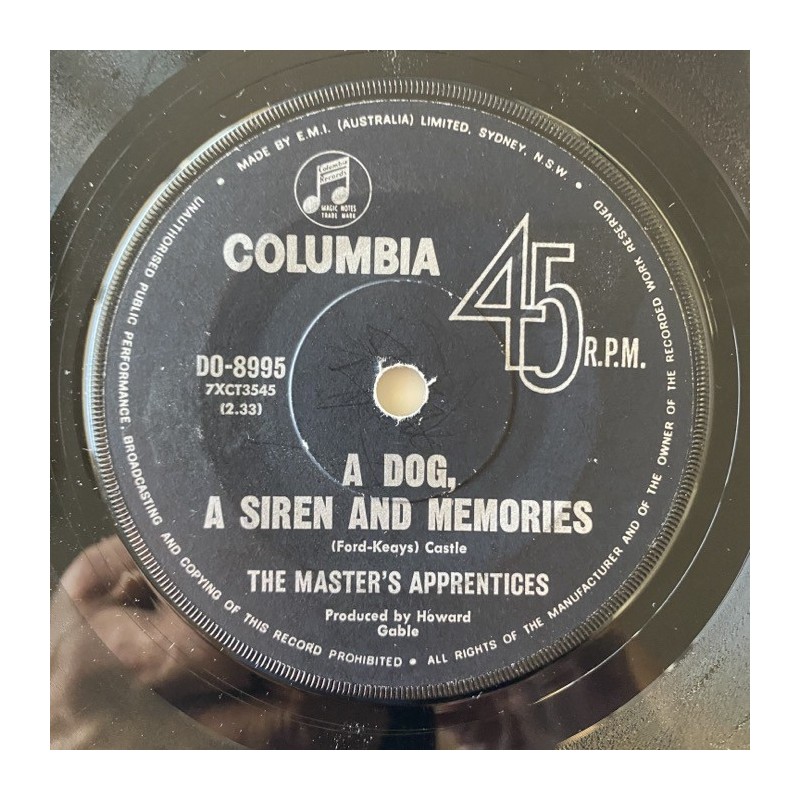 MADE BY E.M.I. (AUSTRALIA) LIMITED, SYDNEY, N.S.W. •
Columbia
Records
MAGIC NOTES
TRADE MARK
COLUMBIA
45 R.P.M.
DO-8995
7XCT3545
(2.33)
A DOG,
A SIREN AND MEMORIES
(Ford-Keays) Castle
THE MASTER'S APPRENTICES
Produced by Howard
Gable
UNAUTHORISED PUBLIC PERFORMANCE, BROADCASTING AND COPYING OF THIS RECORD PROHIBITED • ALL RIGHTS OF THE MANUFACTURER AND OF THE OWNER OF THE RECORDED WORK RESERVED